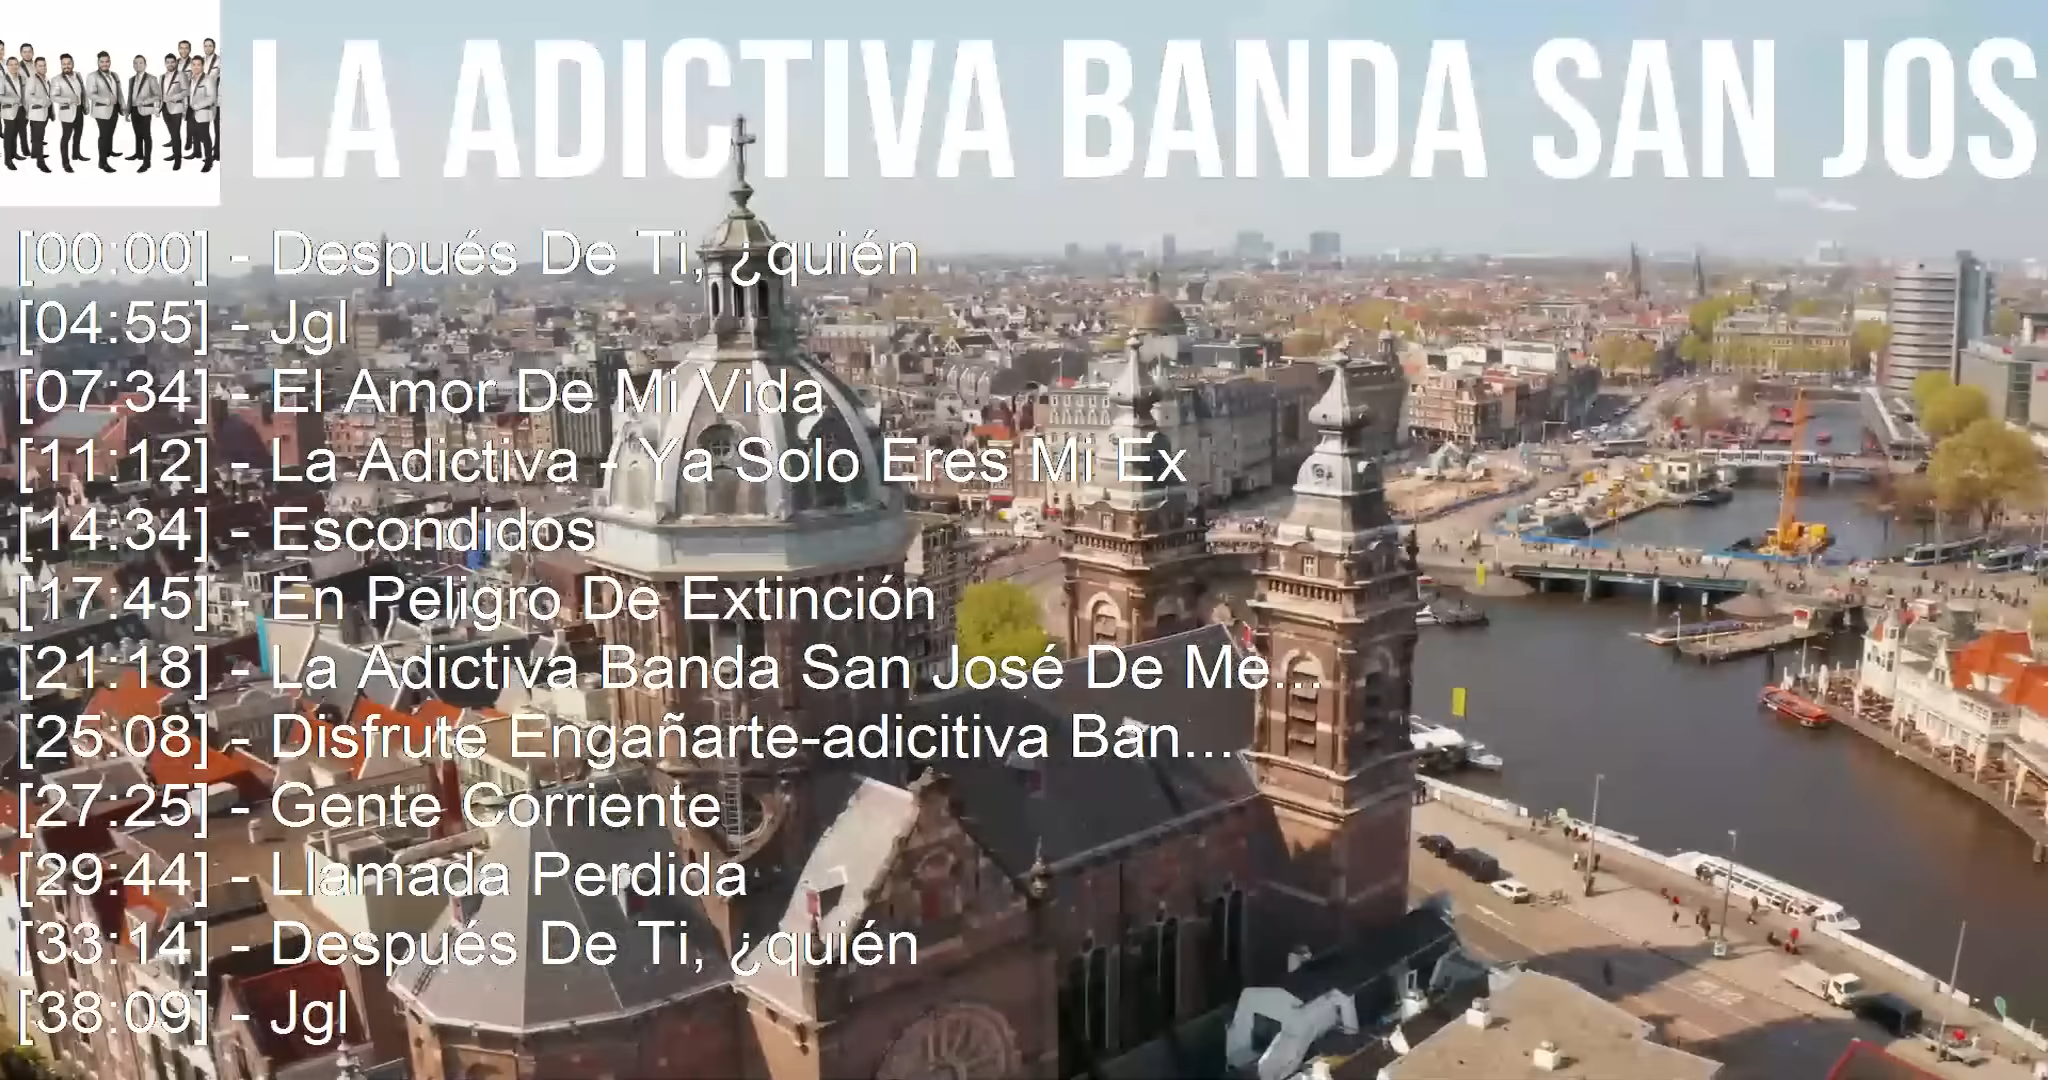 LA ADICTIVA BANDA SAN JOS
[00:00] - Después De Ti, ¿quién
[04:55] - Jgl
[07:34] - El Amor De Mi Vida
[11:12] - La Adictiva - Ya Solo Eres Mi Ex
[14:34] - Escondidos
[17:45] - En Peligro De Extinción
[21:18] - La Adictiva Banda San José De Me...
[25:08] - Disfrute Engañarte-adicitiva Ban...
[27:25] - Gente Corriente
[29:44] - Llamada Perdida
[33:14] - Después De Ti, ¿quién
[38:09] - Jgl